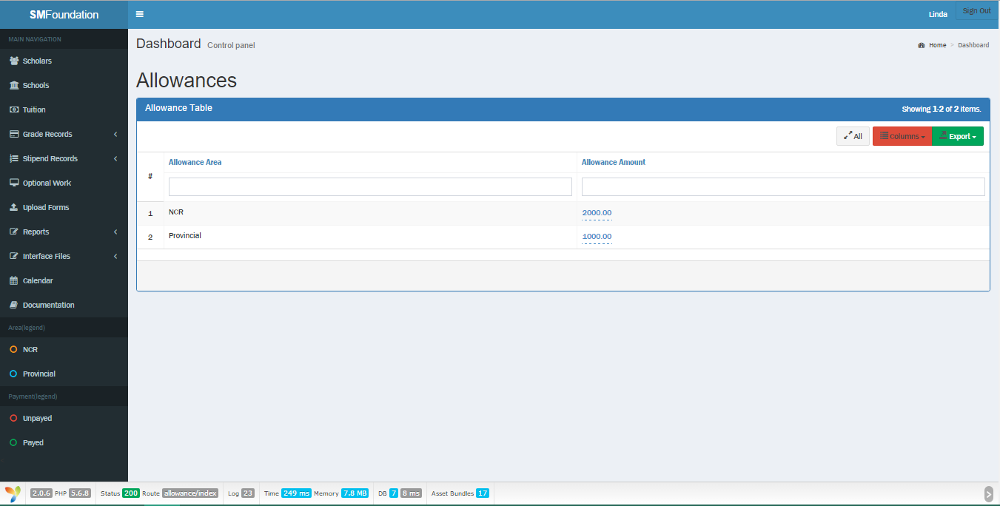 SMFoundation
Linda
Sign Out
MAIN NAVIGATION
Scholars
Schools
Tuition
Grade Records
Stipend Records
Optional Work
Upload Forms
Reports
Interface Files
Calendar
Documentation
Area(legend)
NCR
Provincial
Payment(legend)
Unpayed
Payed
Dashboard Control panel
Home > Dashboard
Allowances
Allowance Table
Showing 1-2 of 2 items.
All
Columns
Export
# Allowance Area Allowance Amount
1 NCR 2000.00
2 Provincial 1000.00
2.0.6 PHP 5.6.8 Status 200 Route allowance/index Log 23 Time 249 ms Memory 7.8 MB DB 7 8 ms Asset Bundles 17